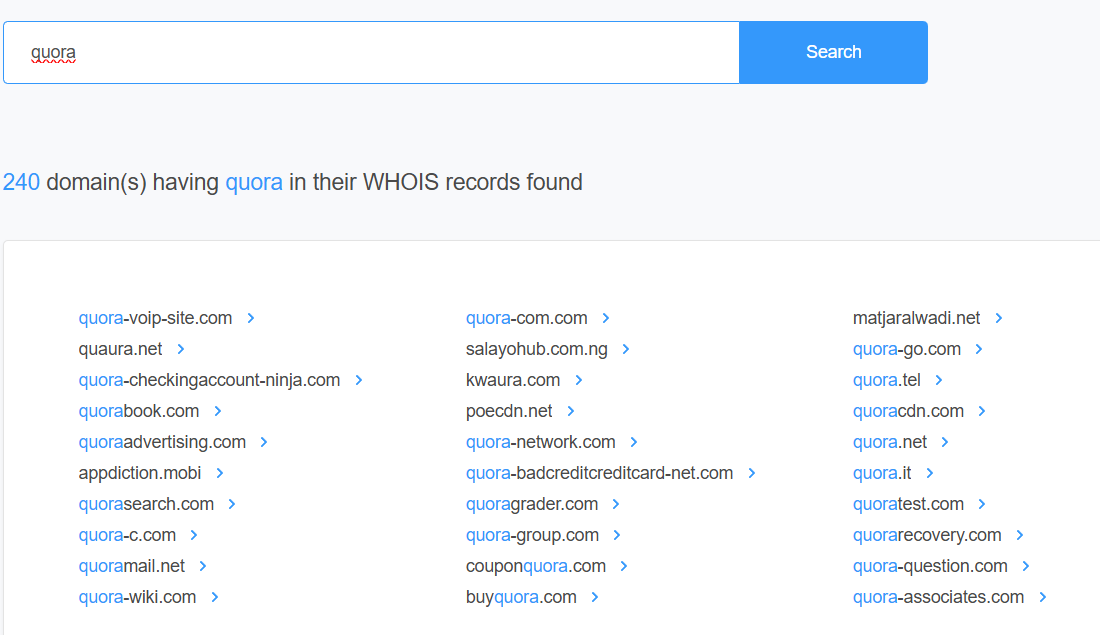 quora
Search
240 domain(s) having quora in their WHOIS records found
quora-voip-site.com
quaura.net
quora-checkingaccount-ninja.com
quorabook.com
quoraadvertising.com
appdiction.mobi
quorasearch.com
quora-c.com
quoramail.net
quora-wiki.com
quora-com.com
salayohub.com.ng
kwaura.com
poecdn.net
quora-network.com
quora-badcreditcreditcard-net.com
quoragrader.com
quora-group.com
couponquora.com
buyquora.com
matjaralwadi.net
quora-go.com
quora.tel
quoracdn.com
quora.net
quora.it
quoratest.com
quorarecovery.com
quora-question.com
quora-associates.com